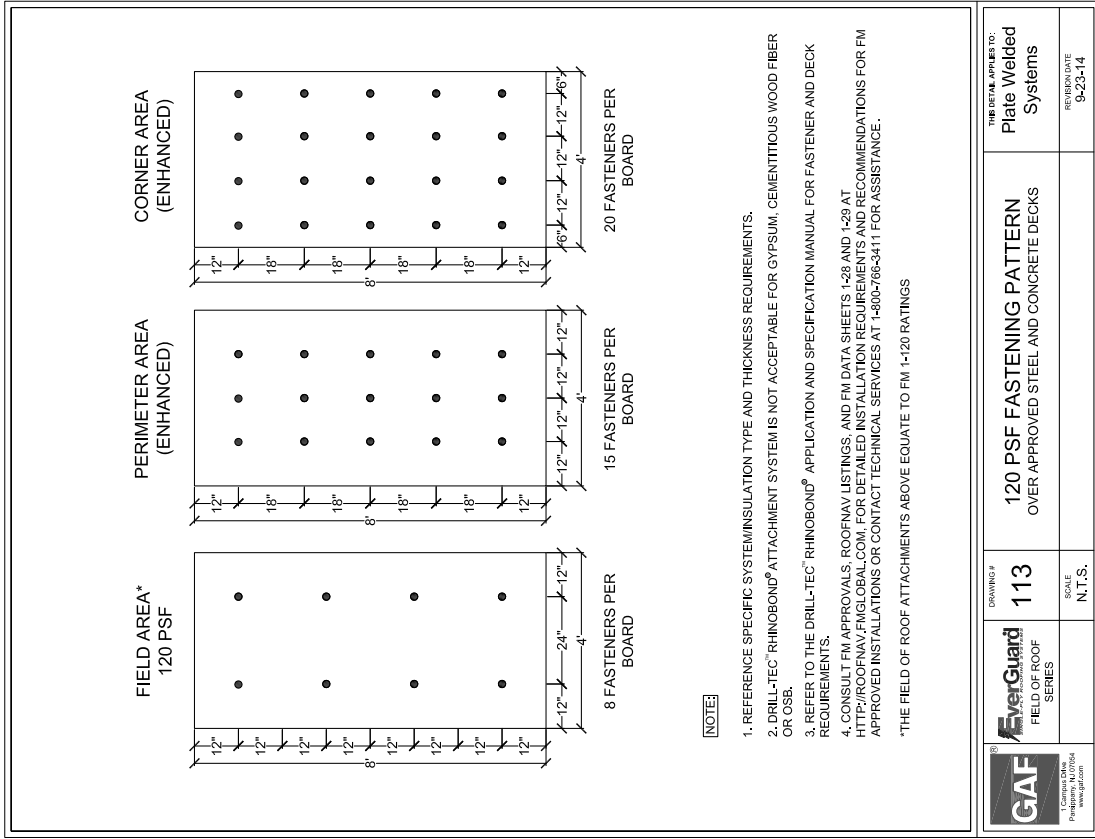 FIELD AREA*
120 PSF
12"
12"
12"
12"
12"
12"
12"
12"
8'
12"
24"
12"
4'
8 FASTENERS PER
BOARD
PERIMETER AREA
(ENHANCED)
12"
18"
18"
18"
18"
12"
8'
12"
12"
12"
12"
4'
15 FASTENERS PER
BOARD
CORNER AREA
(ENHANCED)
12"
18"
18"
18"
18"
12"
8'
6"
12"
12"
12"
6"
4'
20 FASTENERS PER
BOARD
NOTE:
1. REFERENCE SPECIFIC SYSTEM/INSULATION TYPE AND THICKNESS REQUIREMENTS.
2. DRILL-TEC™ RHINOBOND® ATTACHMENT SYSTEM IS NOT ACCEPTABLE FOR GYPSUM, CEMENTITIOUS WOOD FIBER
OR OSB.
3. REFER TO THE DRILL-TEC™ RHINOBOND® APPLICATION AND SPECIFICATION MANUAL FOR FASTENER AND DECK
REQUIREMENTS.
4. CONSULT FM APPROVALS, ROOFNAV LISTINGS, AND FM DATA SHEETS 1-28 AND 1-29 AT
HTTP://ROOFNAV.FMGLOBAL.COM, FOR DETAILED INSTALLATION REQUIREMENTS AND RECOMMENDATIONS FOR FM
APPROVED INSTALLATIONS OR CONTACT TECHNICAL SERVICES AT 1-800-766-3411 FOR ASSISTANCE.
*THE FIELD OF ROOF ATTACHMENTS ABOVE EQUATE TO FM 1-120 RATINGS
GAF®
1 Campus Drive
Parsippany, NJ 07054
www.gaf.com
EverGuard
FIELD OF ROOF
SERIES
DRAWING #
113
SCALE
N.T.S.
120 PSF FASTENING PATTERN
OVER APPROVED STEEL AND CONCRETE DECKS
THIS DETAIL APPLIES TO:
Plate Welded
Systems
REVISION DATE
9-23-14